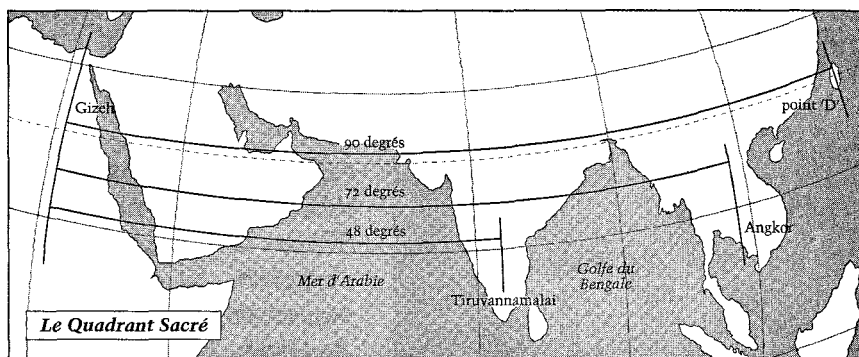 Gizeh
point 'D'
90 degrés
72 degrés
48 degrés
Angkor
Mer d'Arabie
Golfe du
Bengale
Tiruvannamalai
Le Quadrant Sacré